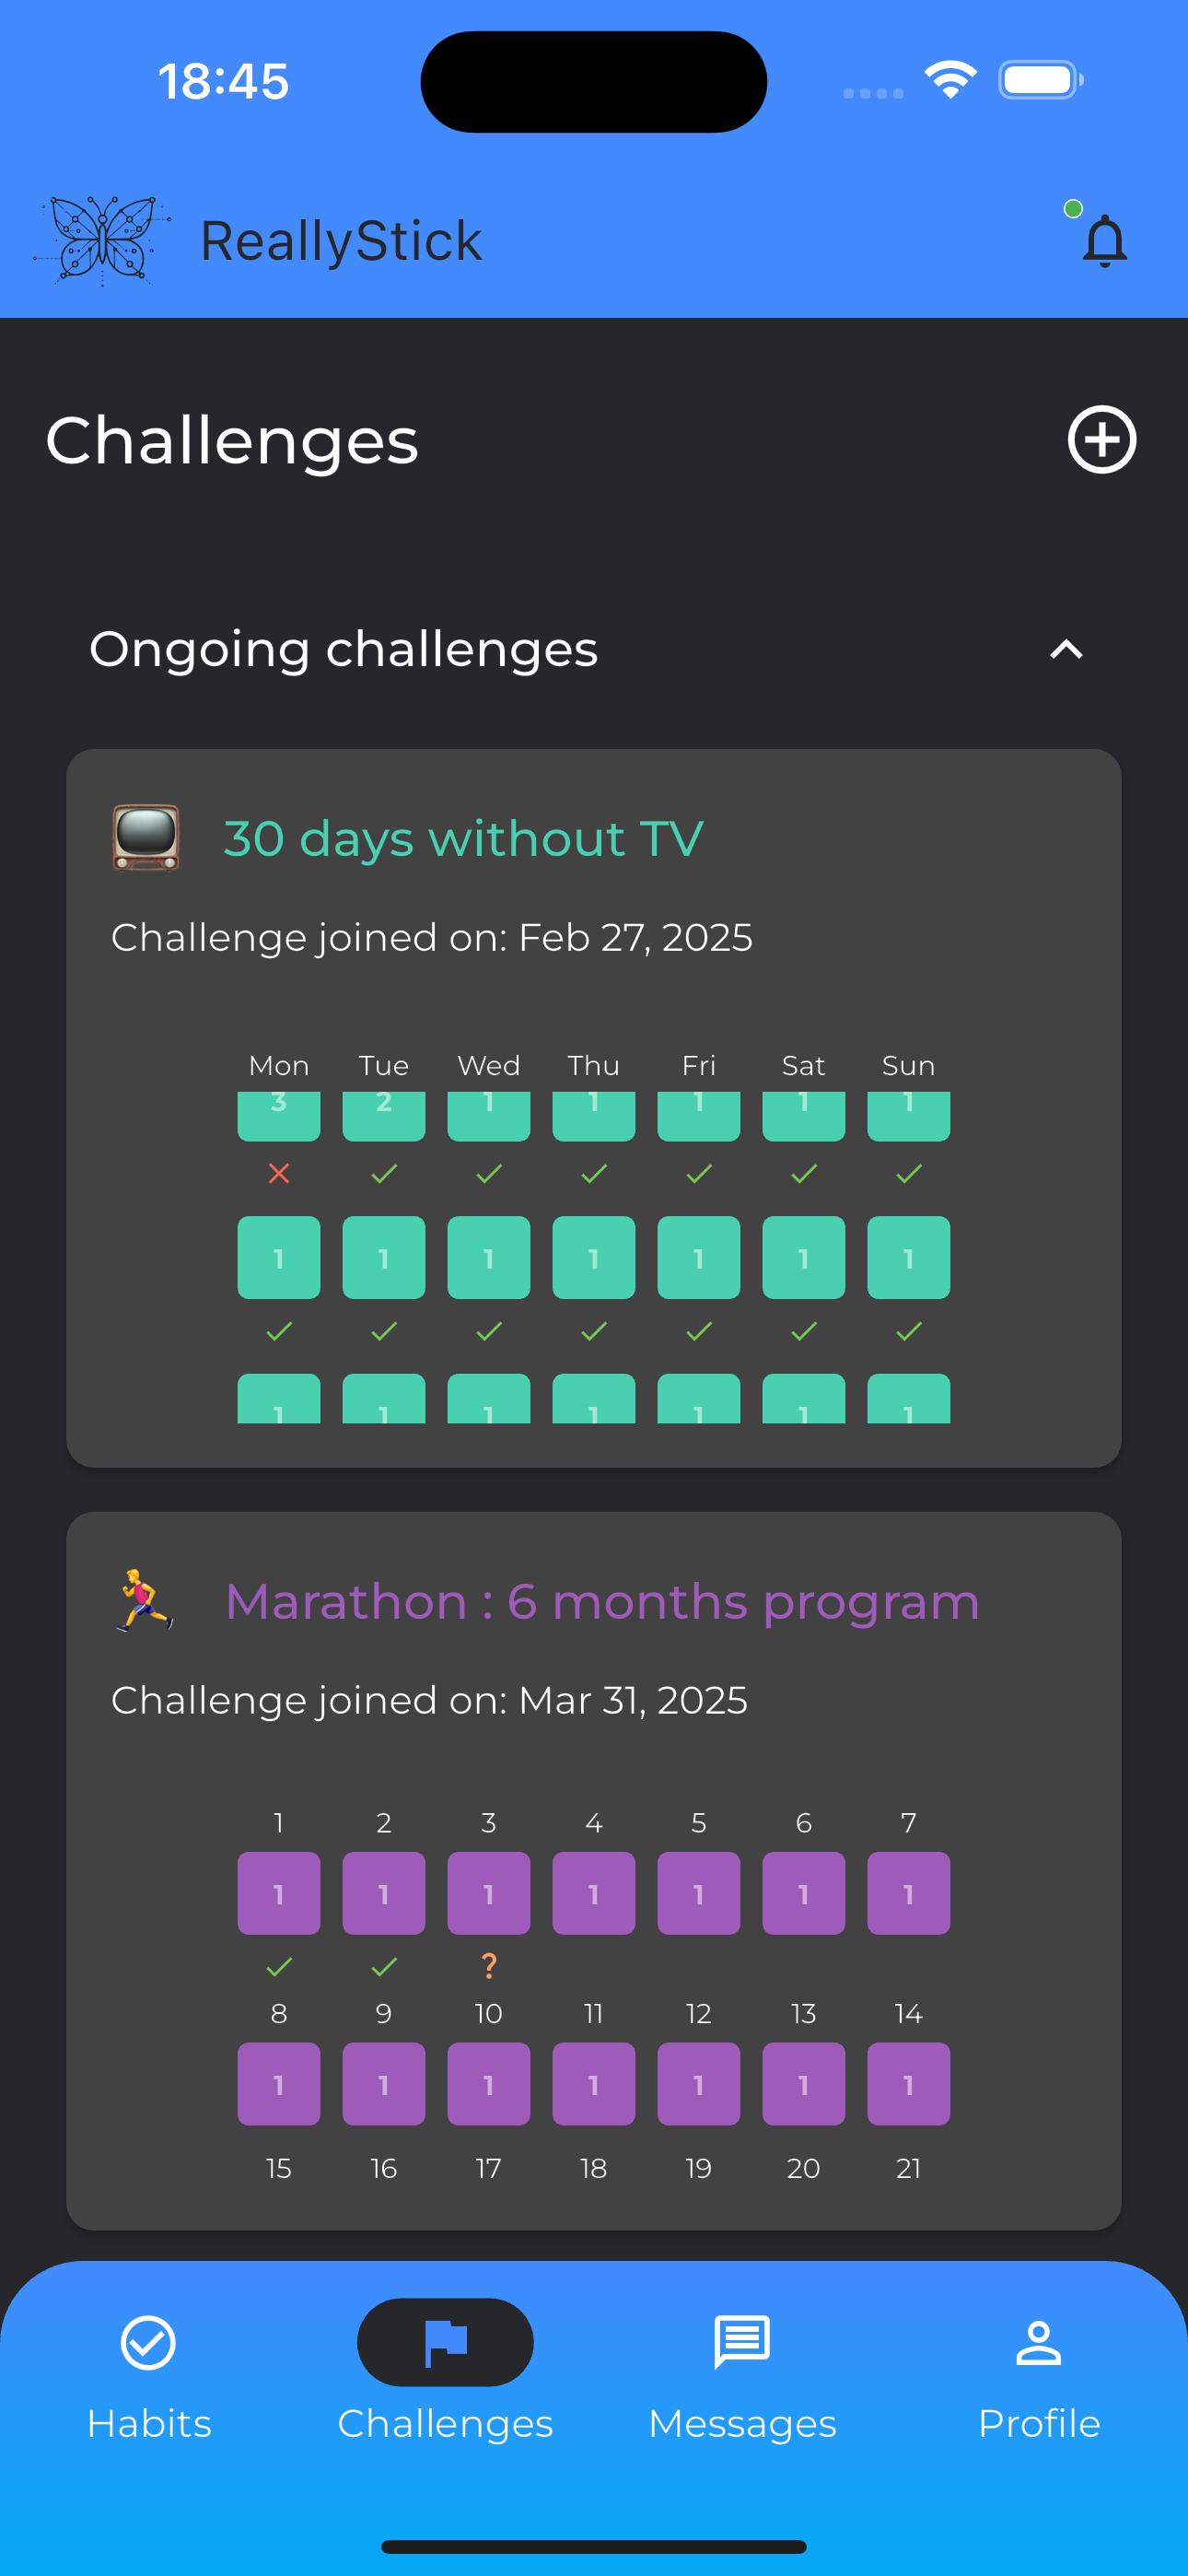 18:45
ReallyStick
Challenges
Ongoing challenges
30 days without TV
Challenge joined on: Feb 27, 2025
Mon Tue Wed Thu Fri Sat Sun
3 2 1 1 1 1 1
1 1 1 1 1 1 1
1 1 1 1 1 1 1
Marathon : 6 months program
Challenge joined on: Mar 31, 2025
1 2 3 4 5 6 7
1 1 1 1 1 1 1
?
8 9 10 11 12 13 14
1 1 1 1 1 1 1
15 16 17 18 19 20 21
Habits Challenges Messages Profile